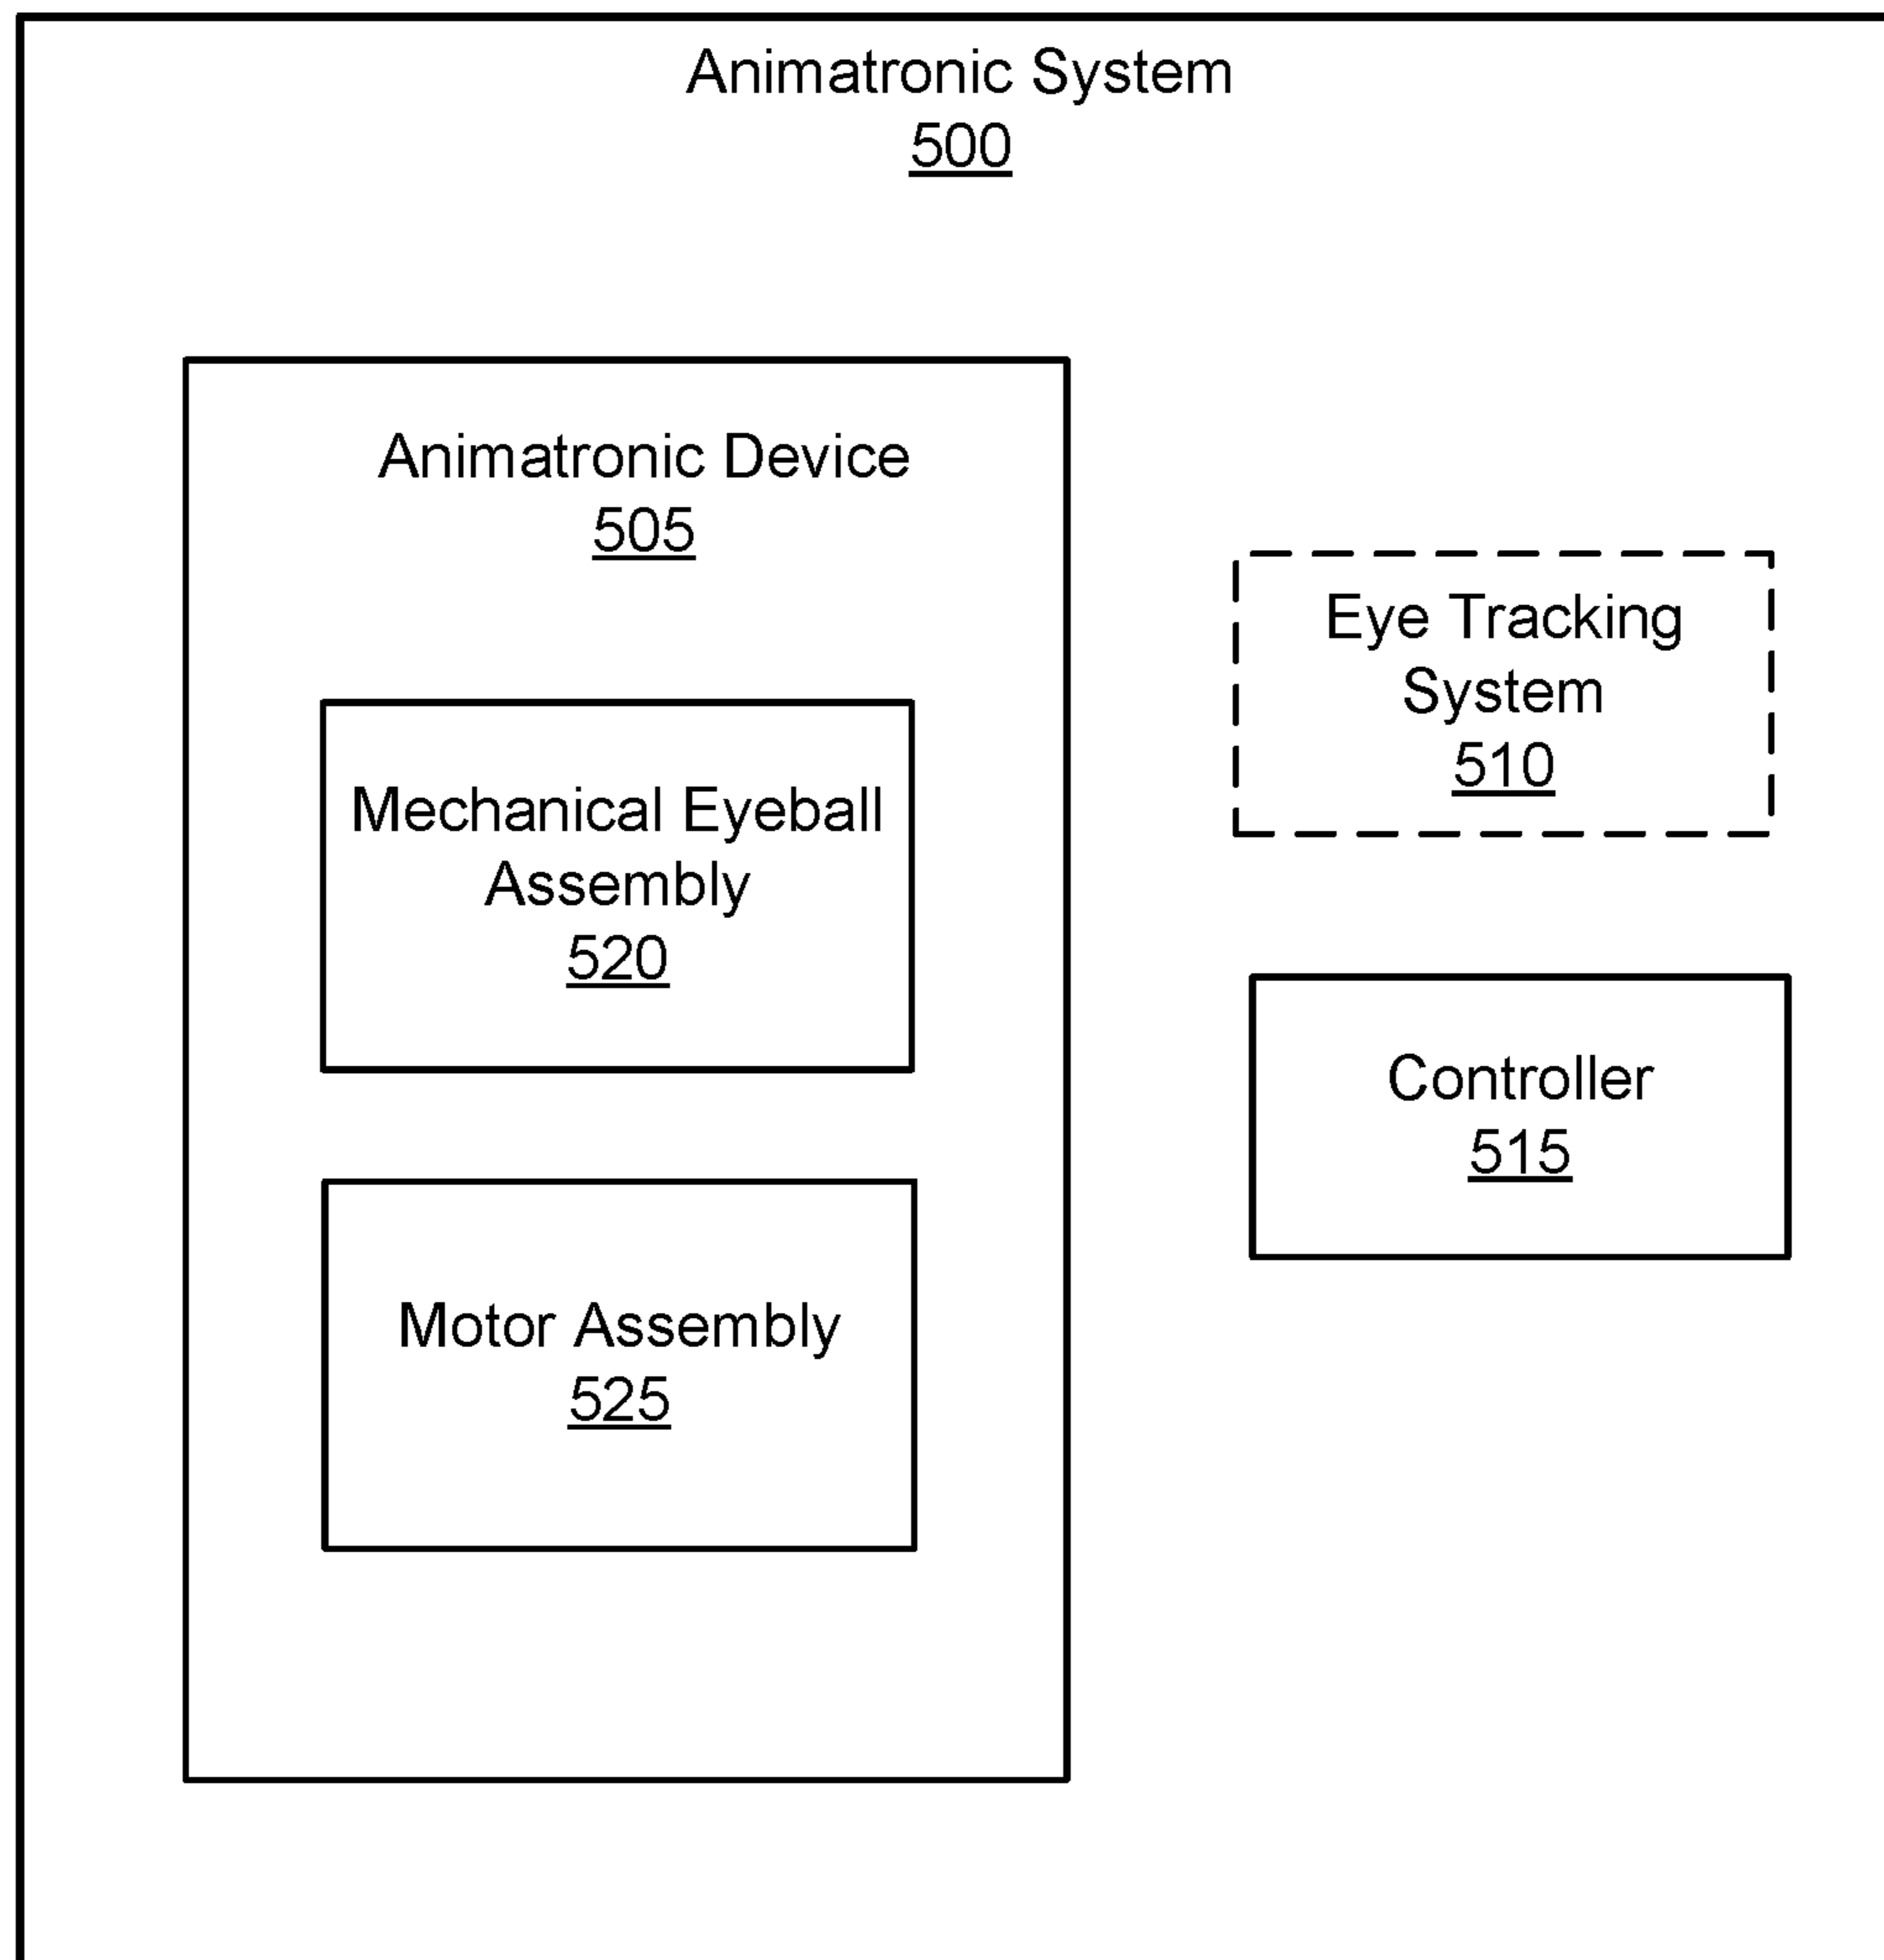 Animatronic System
500
Animatronic Device
505
Mechanical Eyeball
Assembly
520
Motor Assembly
525
Eye Tracking
System
510
Controller
515